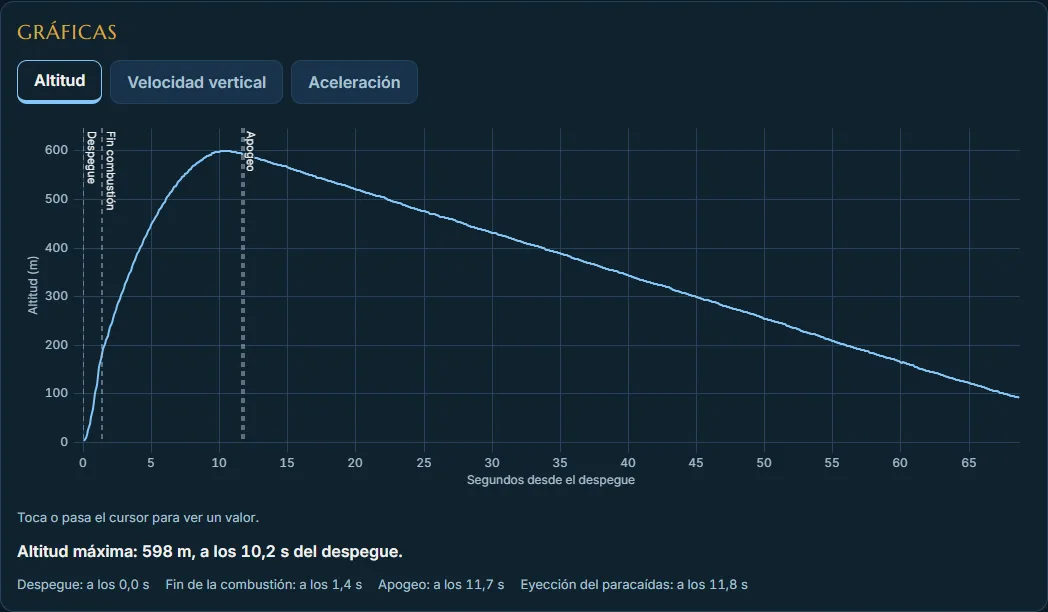 GRÁFICAS
Altitud
Velocidad vertical
Aceleración
Despegue
Fin combustión
Apogeo
Altitud (m)
600
500
400
300
200
100
0
0 5 10 15 20 25 30 35 40 45 50 55 60 65
Segundos desde el despegue
Toca o pasa el cursor para ver un valor.
Altitud máxima: 598 m, a los 10,2 s del despegue.
Despegue: a los 0,0 s Fin de la combustión: a los 1,4 s Apogeo: a los 11,7 s Eyección del paracaídas: a los 11,8 s